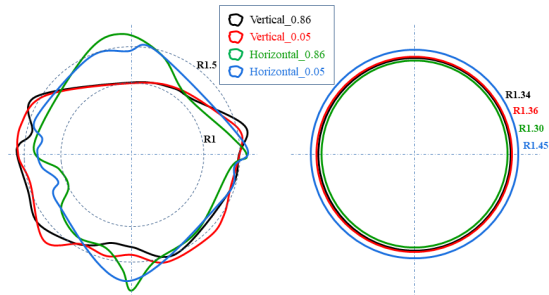 Vertical_0.86
Vertical_0.05
Horizontal_0.86
Horizontal_0.05
R1.5
R1
R1.34
R1.36
R1.30
R1.45